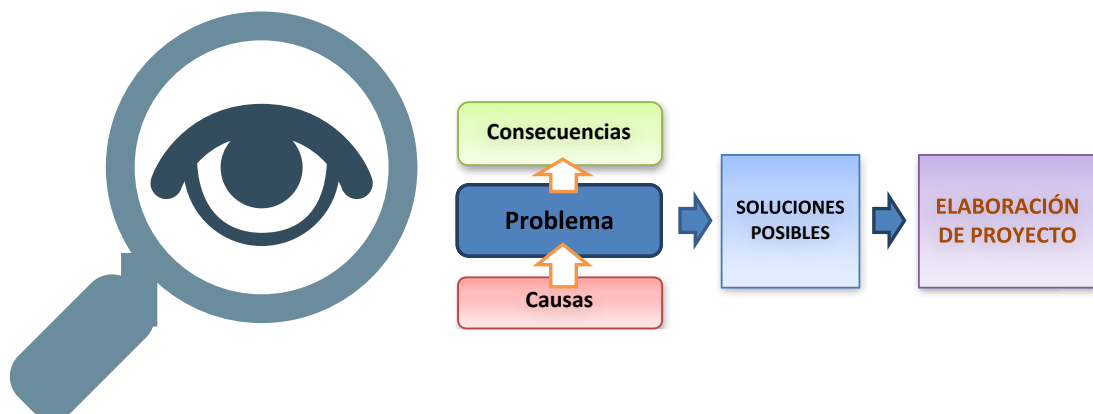 Consecuencias
Problema
Causas
SOLUCIONES
POSIBLES
ELABORACIÓN
DE PROYECTO